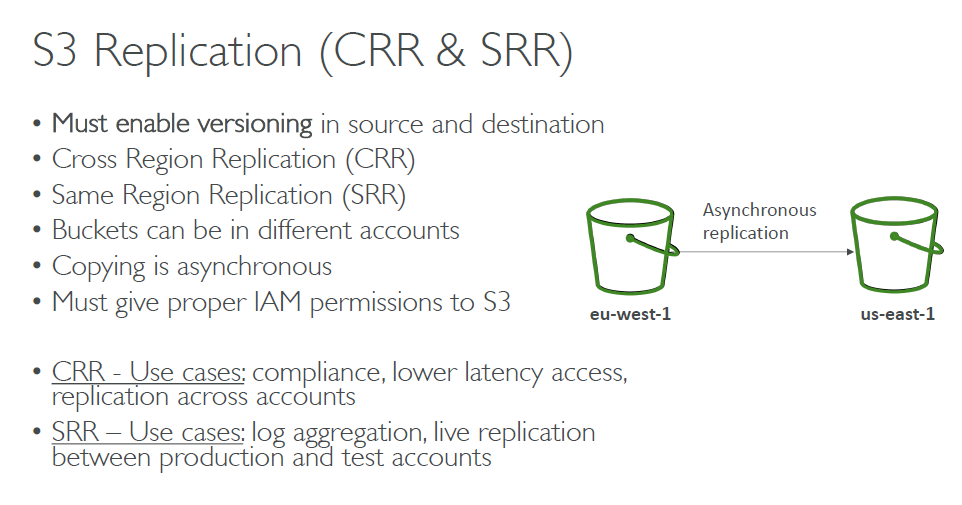 S3 Replication (CRR & SRR)
• Must enable versioning in source and destination
• Cross Region Replication (CRR)
• Same Region Replication (SRR)
• Buckets can be in different accounts
• Copying is asynchronous
• Must give proper IAM permissions to S3
Asynchronous
replication
eu-west-1
us-east-1
• CRR - Use cases: compliance, lower latency access,
replication across accounts
• SRR – Use cases: log aggregation, live replication
between production and test accounts